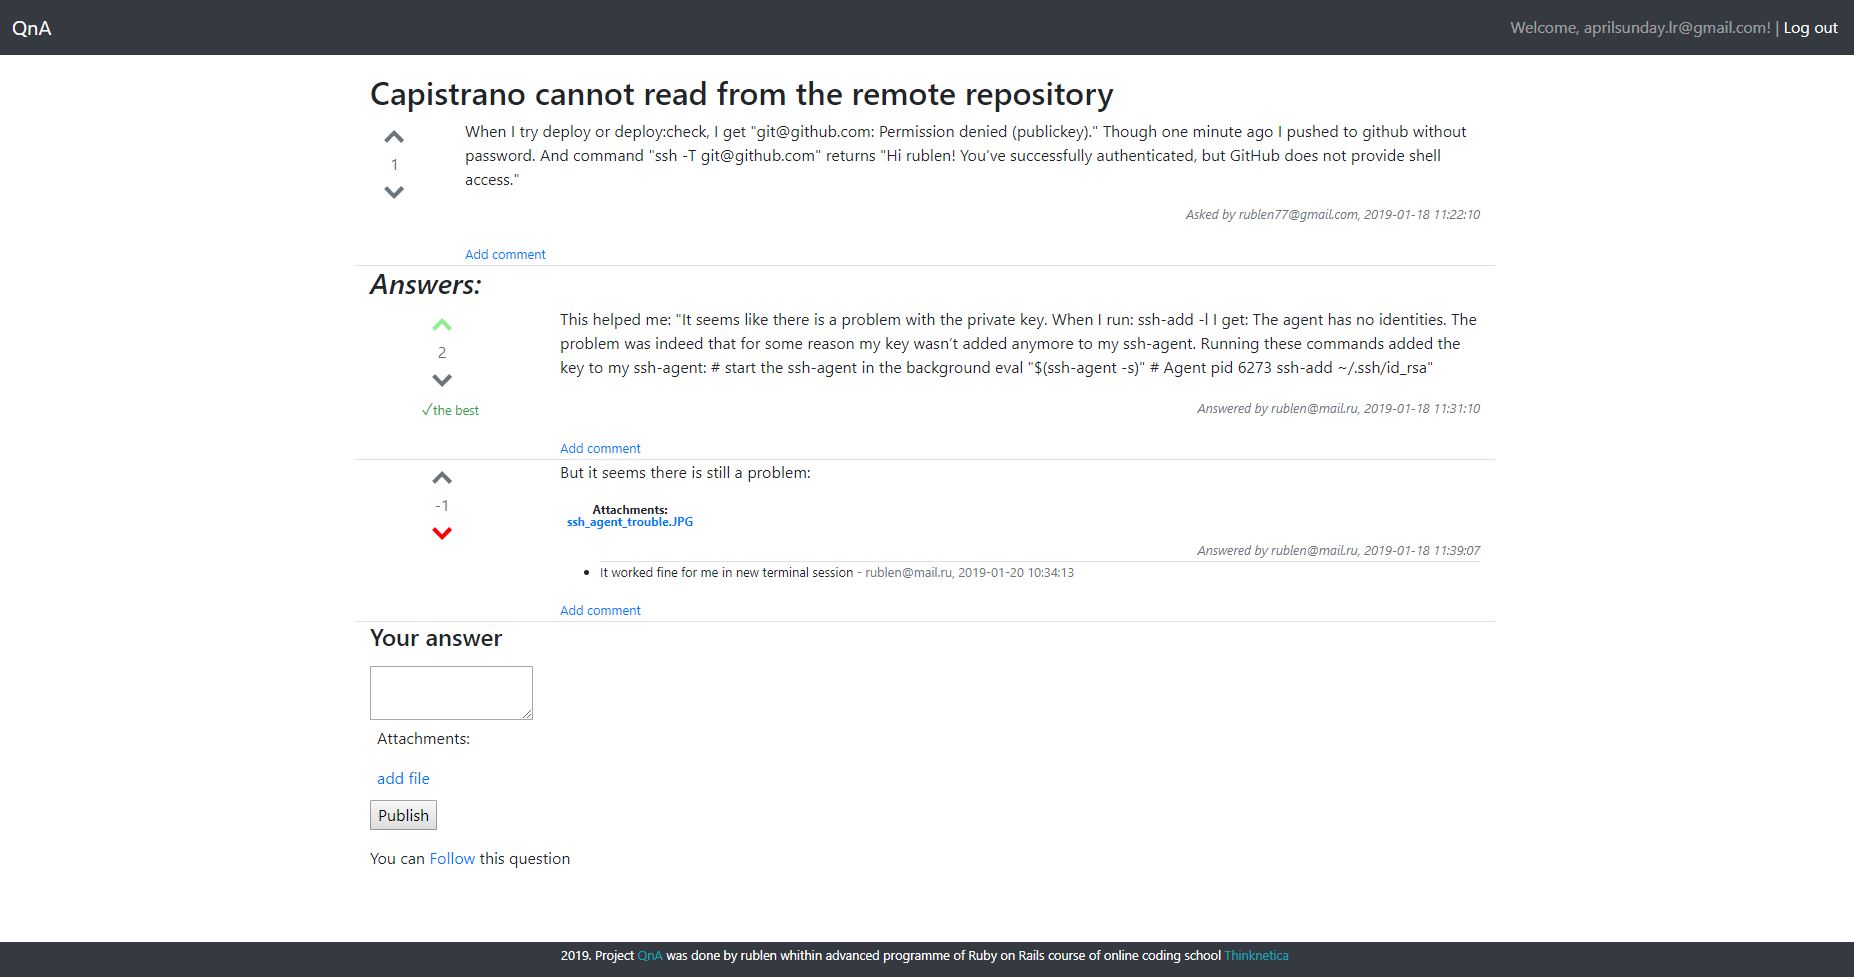 QnA
Welcome, aprilsunday.lr@gmail.com! | Log out
Capistrano cannot read from the remote repository
When I try deploy or deploy:check, I get "git@github.com: Permission denied (publickey)." Though one minute ago I pushed to github without
password. And command "ssh -T git@github.com" returns "Hi rublen! You've successfully authenticated, but GitHub does not provide shell
access."
1
Asked by rublen77@gmail.com, 2019-01-18 11:22:10
Add comment
Answers:
This helped me: "It seems like there is a problem with the private key. When I run: ssh-add -l I get: The agent has no identities. The
problem was indeed that for some reason my key wasn't added anymore to my ssh-agent. Running these commands added the
key to my ssh-agent: # start the ssh-agent in the background eval "$(ssh-agent -s)" # Agent pid 6273 ssh-add ~/.ssh/id_rsa"
2
✓the best
Answered by rublen@mail.ru, 2019-01-18 11:31:10
Add comment
But it seems there is still a problem:
-1
Attachments:
ssh_agent_trouble.JPG
Answered by rublen@mail.ru, 2019-01-18 11:39:07
• It worked fine for me in new terminal session - rublen@mail.ru, 2019-01-20 10:34:13
Add comment
Your answer
Attachments:
add file
Publish
You can Follow this question
2019. Project QnA was done by rublen whithin advanced programme of Ruby on Rails course of online coding school Thinknetica